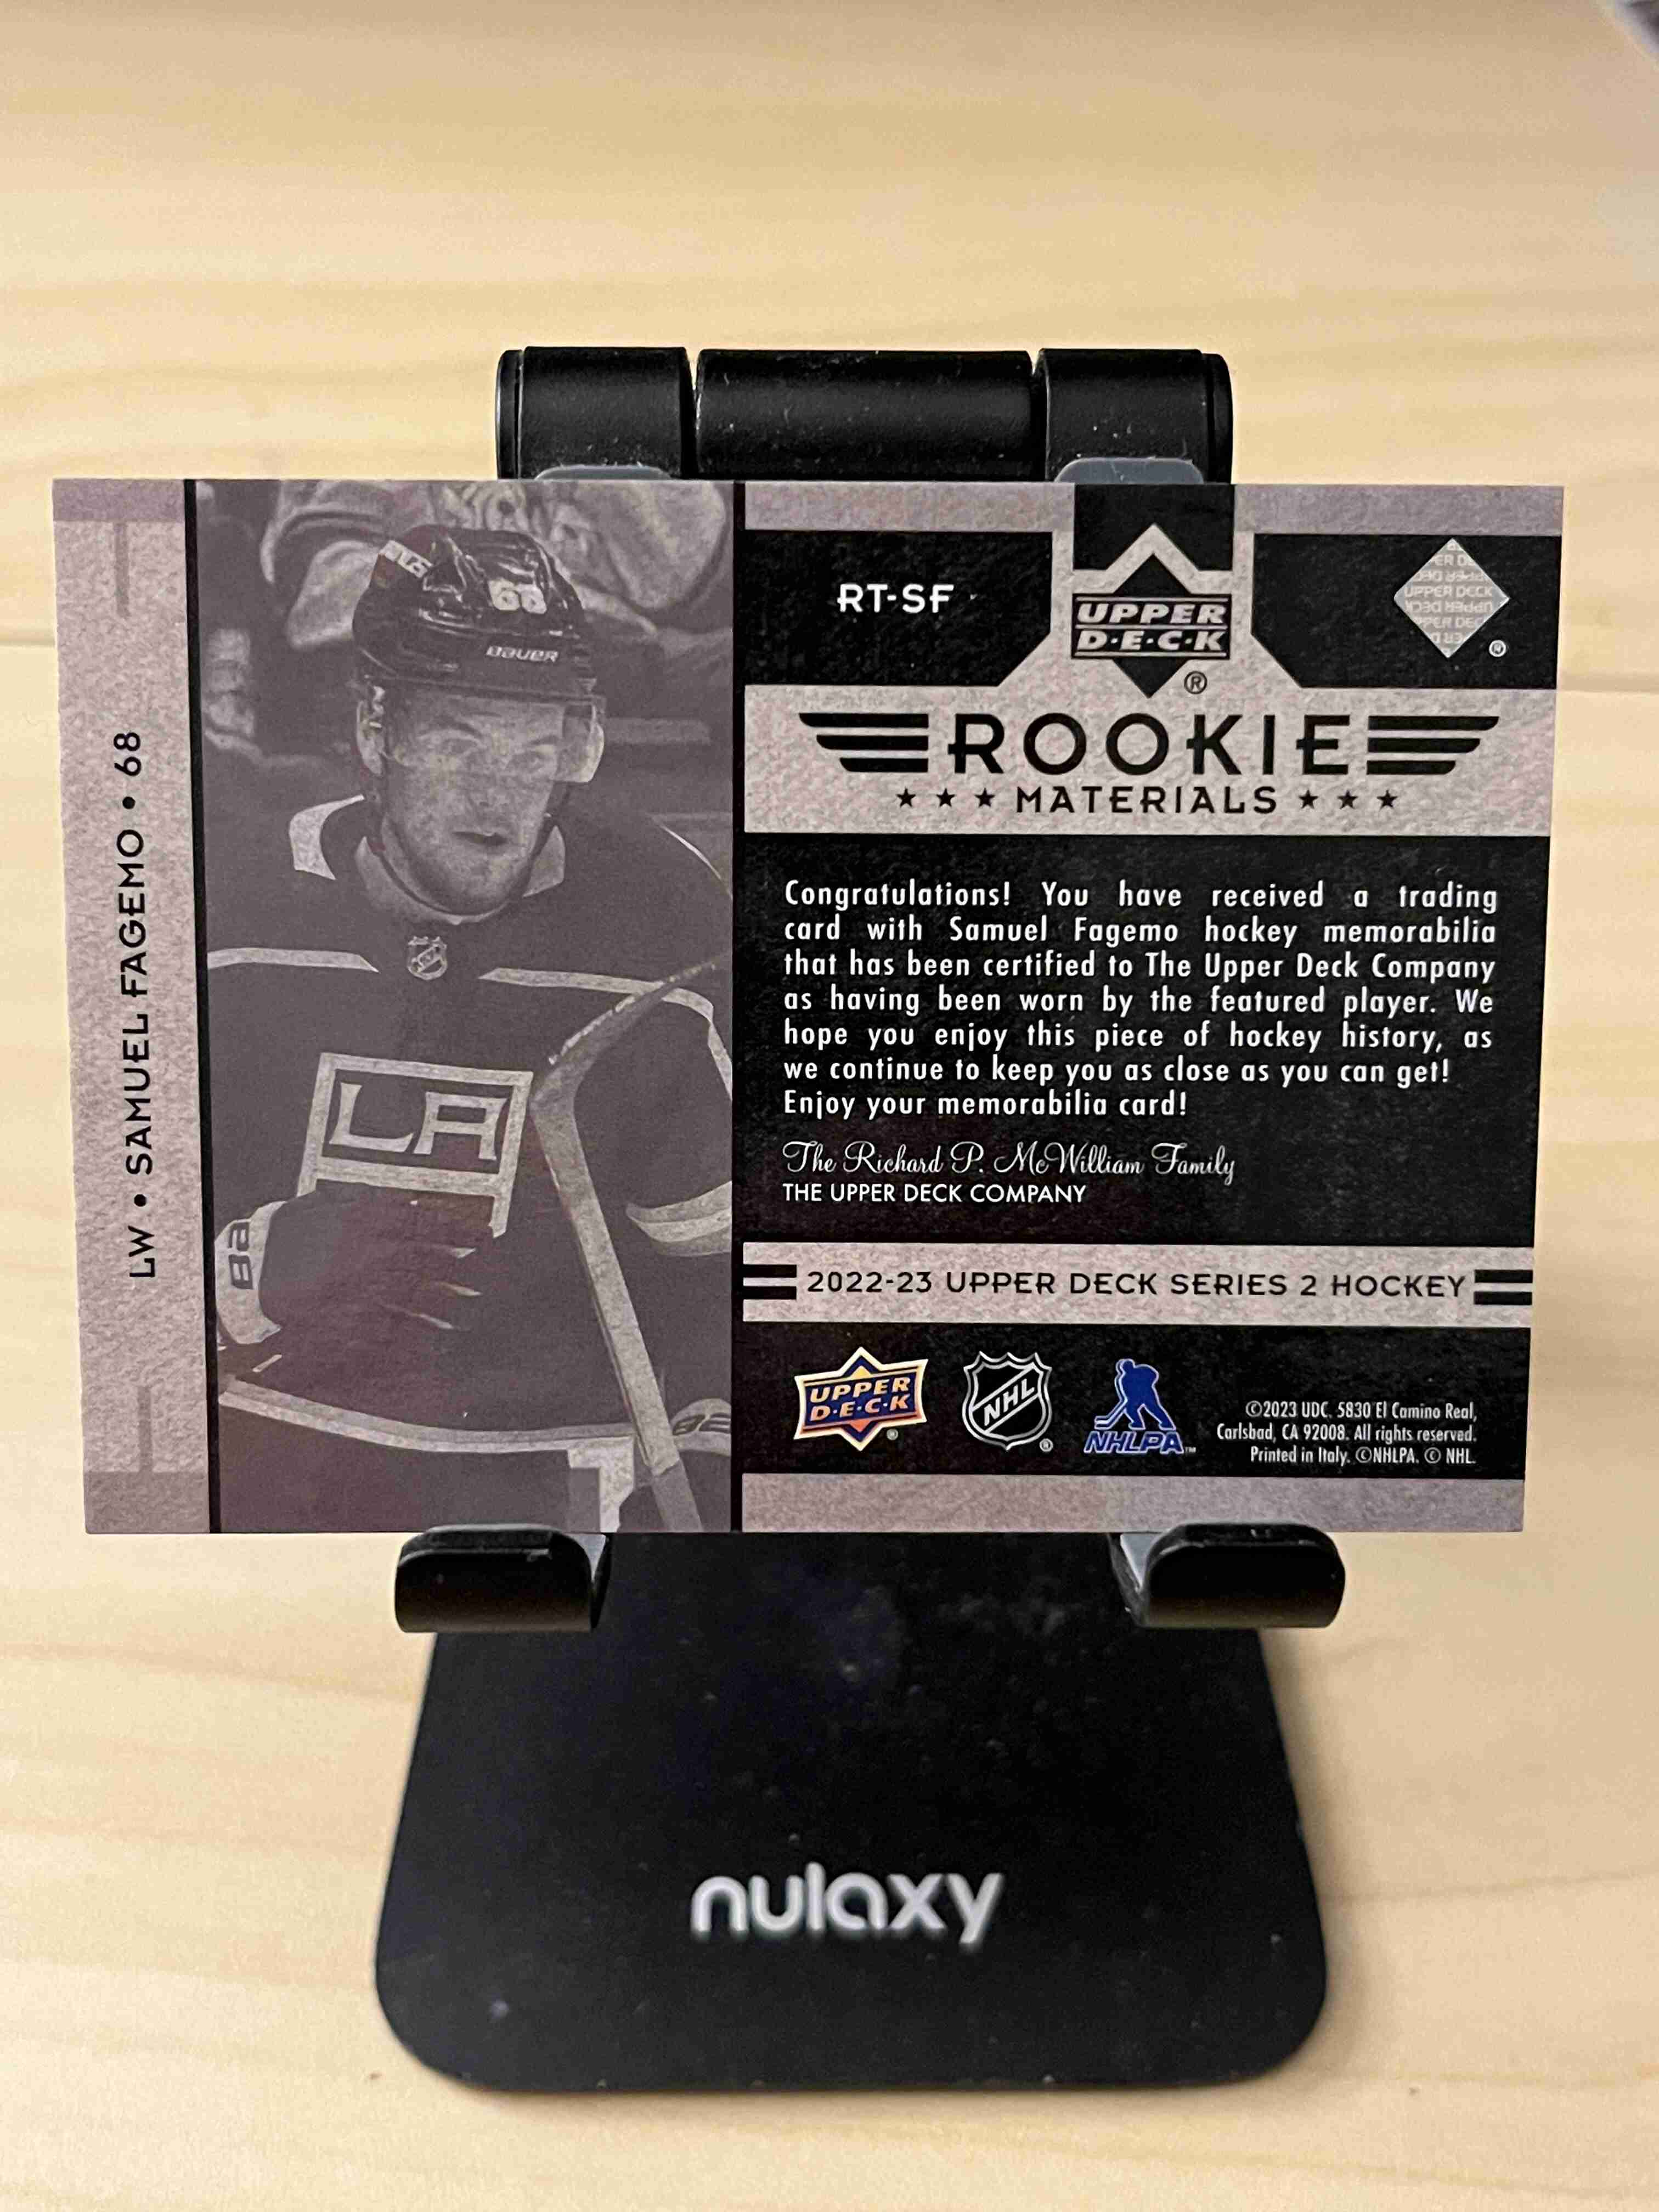 LW • SAMUEL FAGEMO • 68
68
BAUER
LA
RT-SF
UPPER
D•E•C•K
®
UPPER DECK
®
ROOKIE
★ ★ ★ MATERIALS ★ ★ ★
Congratulations! You have received a trading
card with Samuel Fagemo hockey memorabilia
that has been certified to The Upper Deck Company
as having been worn by the featured player. We
hope you enjoy this piece of hockey history, as
we continue to keep you as close as you can get!
Enjoy your memorabilia card!
The Richard P. McWilliam Family
THE UPPER DECK COMPANY
2022-23 UPPER DECK SERIES 2 HOCKEY
UPPER
D•E•C•K
®
NHL
®
NHLPA™
©2023 UDC. 5830 El Camino Real,
Carlsbad, CA 92008. All rights reserved.
Printed in Italy. ©NHLPA. © NHL.
nulaxy